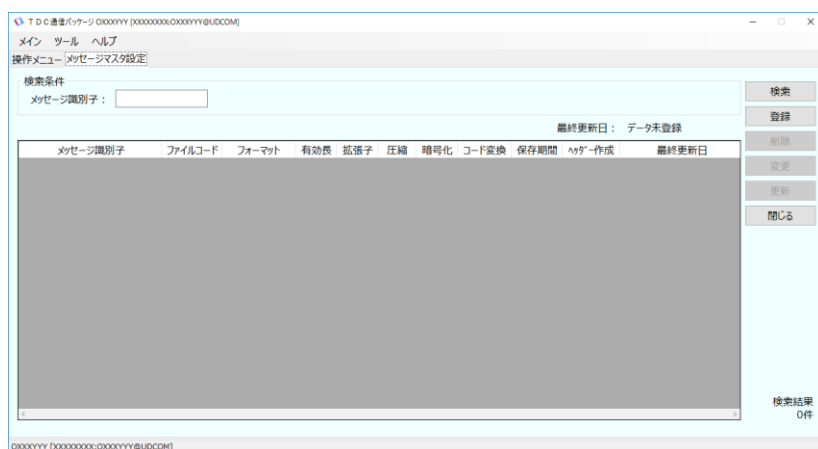 TDC通信パッケージ OXXXYYY [XXXXXXXX:OXXXYYY@UDCOM]
メイン ツール ヘルプ
操作メニュー メッセージマスタ設定
検索条件
メッセージ識別子：
検索
登録
最終更新日： データ未登録
削除
メッセージ識別子 ファイルコード フォーマット 有効長 拡張子 圧縮 暗号化 コード変換 保存期間 ヘッダー作成 最終更新日
変更
更新
閉じる
検索結果
0件
OXXXYYY [XXXXXXXX:OXXXYYY@UDCOM]